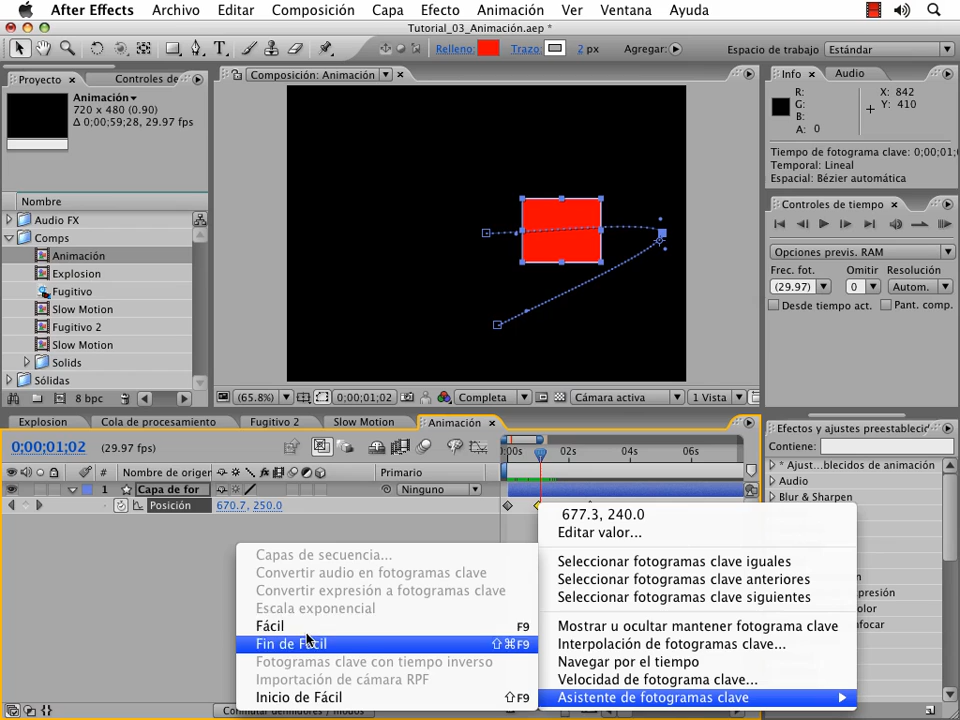 After Effects Archivo Editar Composición Capa Efecto Animación Ver Ventana Ayuda
Tutorial_03_Animación.aep *
Relleno: Trazo: 2 px Agregar: Espacio de trabajo Estándar
Proyecto Controles de
Animación
720 x 480 (0.90)
Δ 0;00;59;28, 29.97 fps
Nombre
Audio FX
Comps
Animación
Explosion
Fugitivo
Slow Motion
Fugitivo 2
Slow Motion
Solids
Sólidas
8 bpc
Composición: Animación
(65.8%) 0;00;01;02 Completa Cámara activa 1 Vista
Info Audio
R: X: 842
G: Y: 410
B:
A: 0
Tiempo de fotograma clave: 0;00;01;
Temporal: Lineal
Espacial: Bézier automática
Controles de tiempo
Opciones previs. RAM
Frec. fot. Omitir Resolución
(29.97) 0 Autom.
Desde tiempo act. Pant. comp.
Explosion Cola de procesamiento Fugitivo 2 Slow Motion Animación
0;00;01;02 (29.97 fps)
:00s 02s 04s 06s
# Nombre de origen Primario
1 Capa de for Ninguno
Posición 670.7, 250.0
Efectos y ajustes preestableci
Contiene:
* Ajust...blecidos de animación
Audio
Blur & Sharpen
677.3, 240.0
Editar valor...
Seleccionar fotogramas clave iguales
Seleccionar fotogramas clave anteriores
Seleccionar fotogramas clave siguientes
Mostrar u ocultar mantener fotograma clave
Interpolación de fotogramas clave...
Navegar por el tiempo
Velocidad de fotograma clave...
Asistente de fotogramas clave
Capas de secuencia...
Convertir audio en fotogramas clave
Convertir expresión a fotogramas clave
Escala exponencial
Fácil F9
Fin de Fácil ⇧⌘F9
Fotogramas clave con tiempo inverso
Importación de cámara RPF
Inicio de Fácil ⇧F9
Conmutar definidores / modos